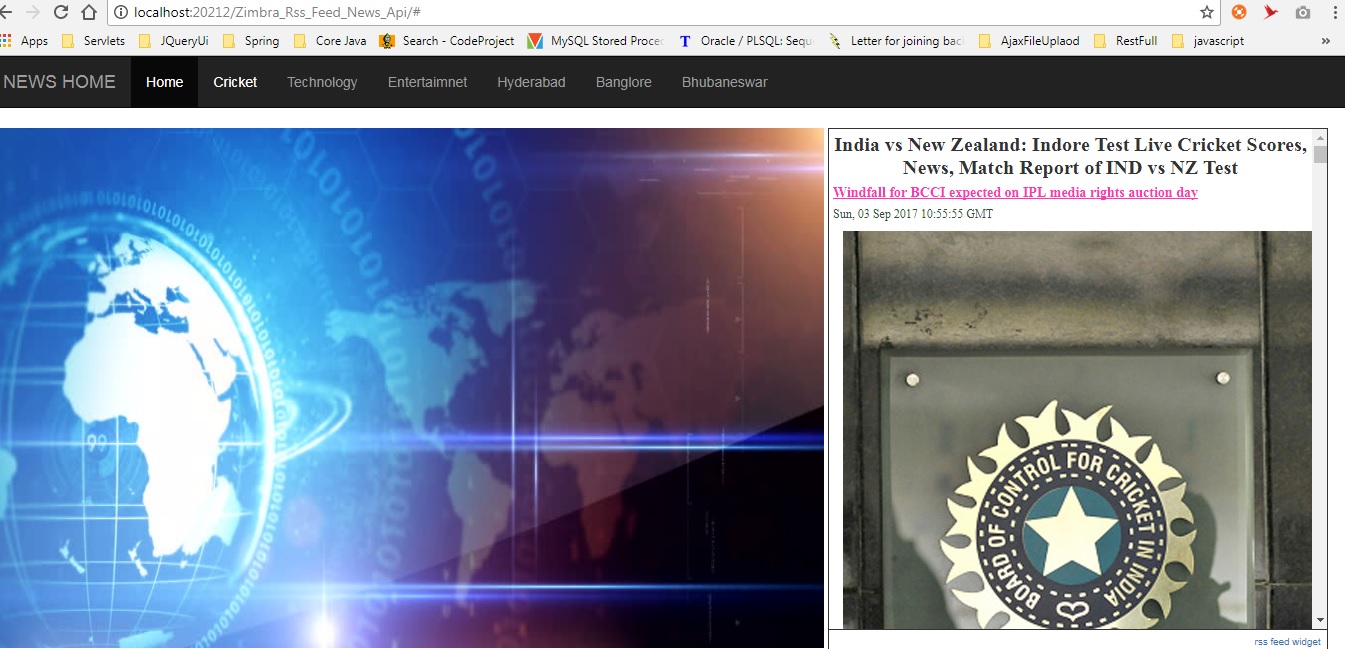 localhost:20212/Zimbra_Rss_Feed_News_Api/#
Apps Servlets JQueryUi Spring Core Java Search - CodeProject MySQL Stored Proced T Oracle / PLSQL: Sequ Letter for joining back AjaxFileUplaod RestFull javascript »
NEWS HOME Home Cricket Technology Entertaimnet Hyderabad Banglore Bhubaneswar
India vs New Zealand: Indore Test Live Cricket Scores,
News, Match Report of IND vs NZ Test
Windfall for BCCI expected on IPL media rights auction day
Sun, 03 Sep 2017 10:55:55 GMT
BOARD OF CONTROL FOR CRICKET IN INDIA
99
rss feed widget